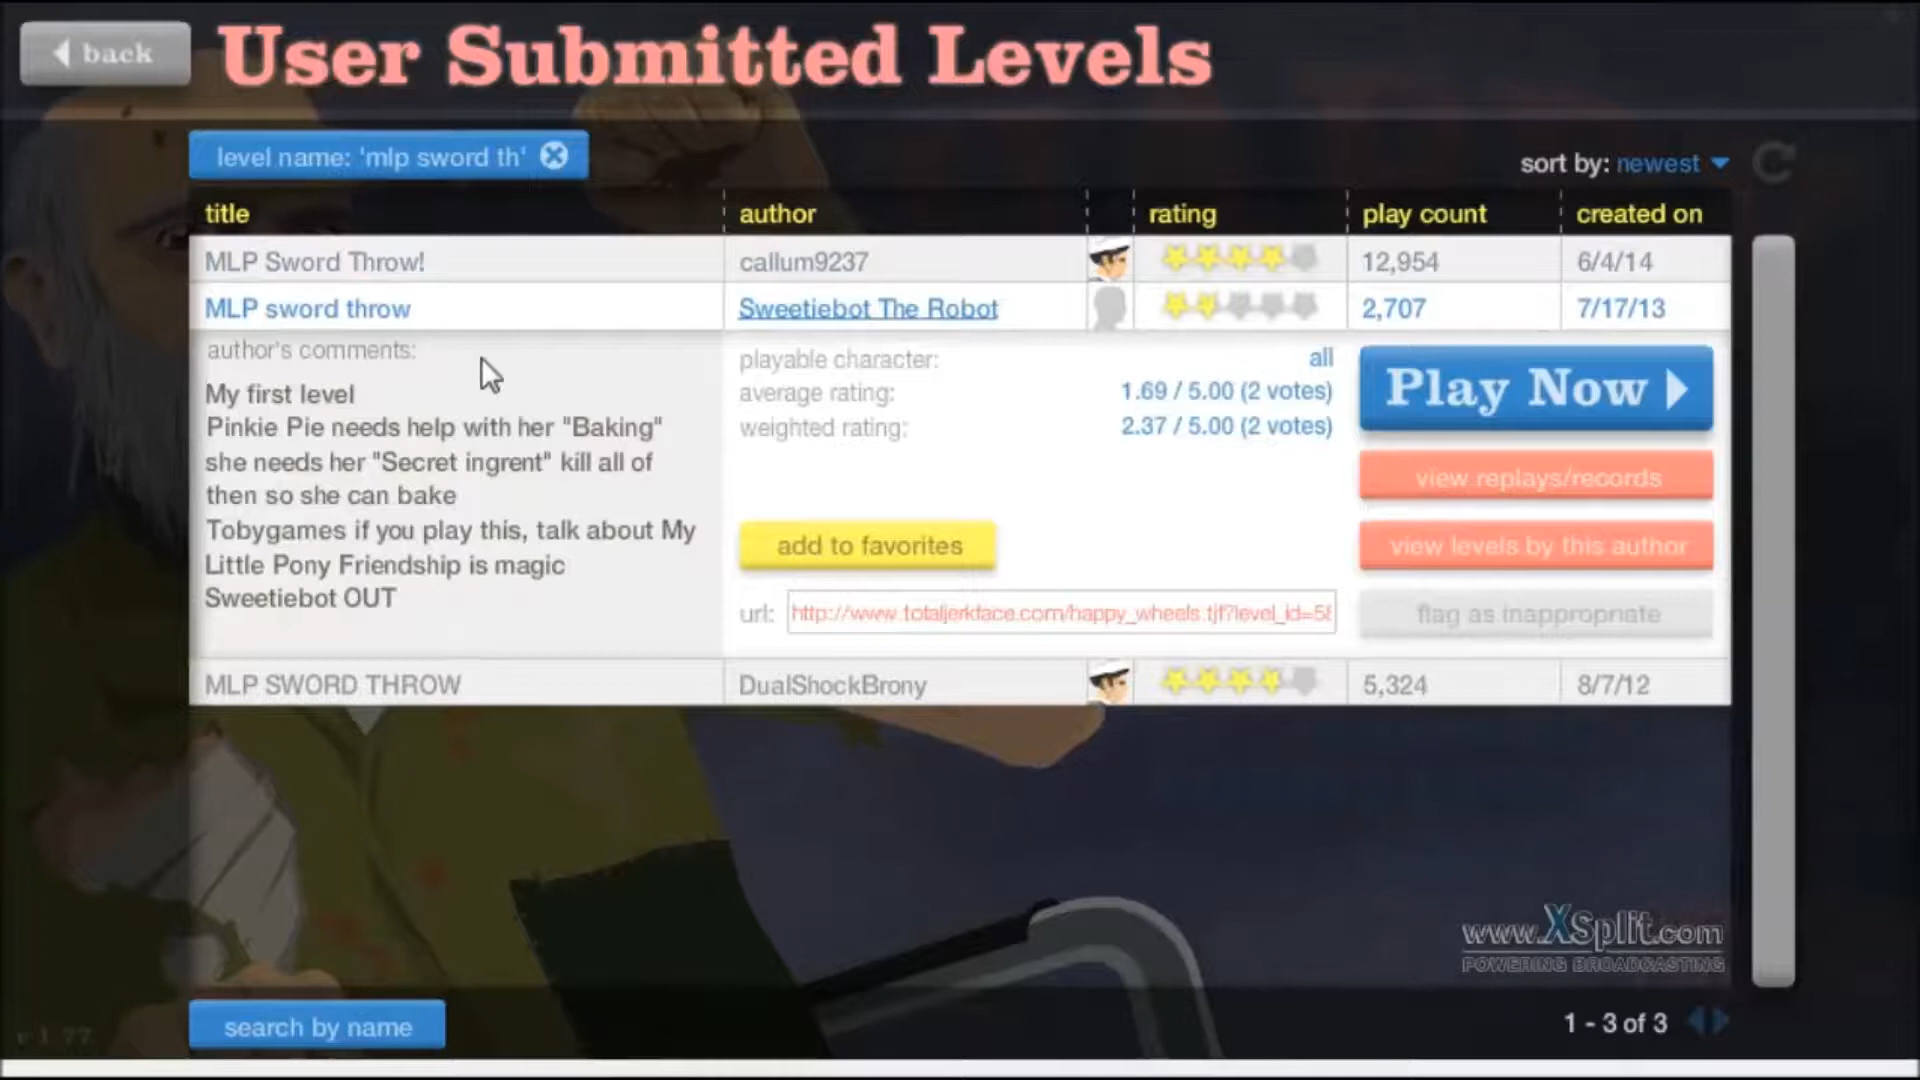 back
User Submitted Levels
level name: 'mlp sword th'
sort by: newest
title author rating play count created on
MLP Sword Throw! callum9237 12,954 6/4/14
MLP sword throw Sweetiebot The Robot 2,707 7/17/13
author's comments:
My first level
Pinkie Pie needs help with her "Baking"
she needs her "Secret ingrent" kill all of
then so she can bake
Tobygames if you play this, talk about My
Little Pony Friendship is magic
Sweetiebot OUT
playable character: all
average rating: 1.69 / 5.00 (2 votes)
weighted rating: 2.37 / 5.00 (2 votes)
add to favorites
url: http://www.totaljerkface.com/happy_wheels.tjf?level_id=58
Play Now
view replays/records
view levels by this author
flag as inappropriate
MLP SWORD THROW DualShockBrony 5,324 8/7/12
www.XSplit.com
POWERING BROADCASTING
v 1.77
search by name
1 - 3 of 3